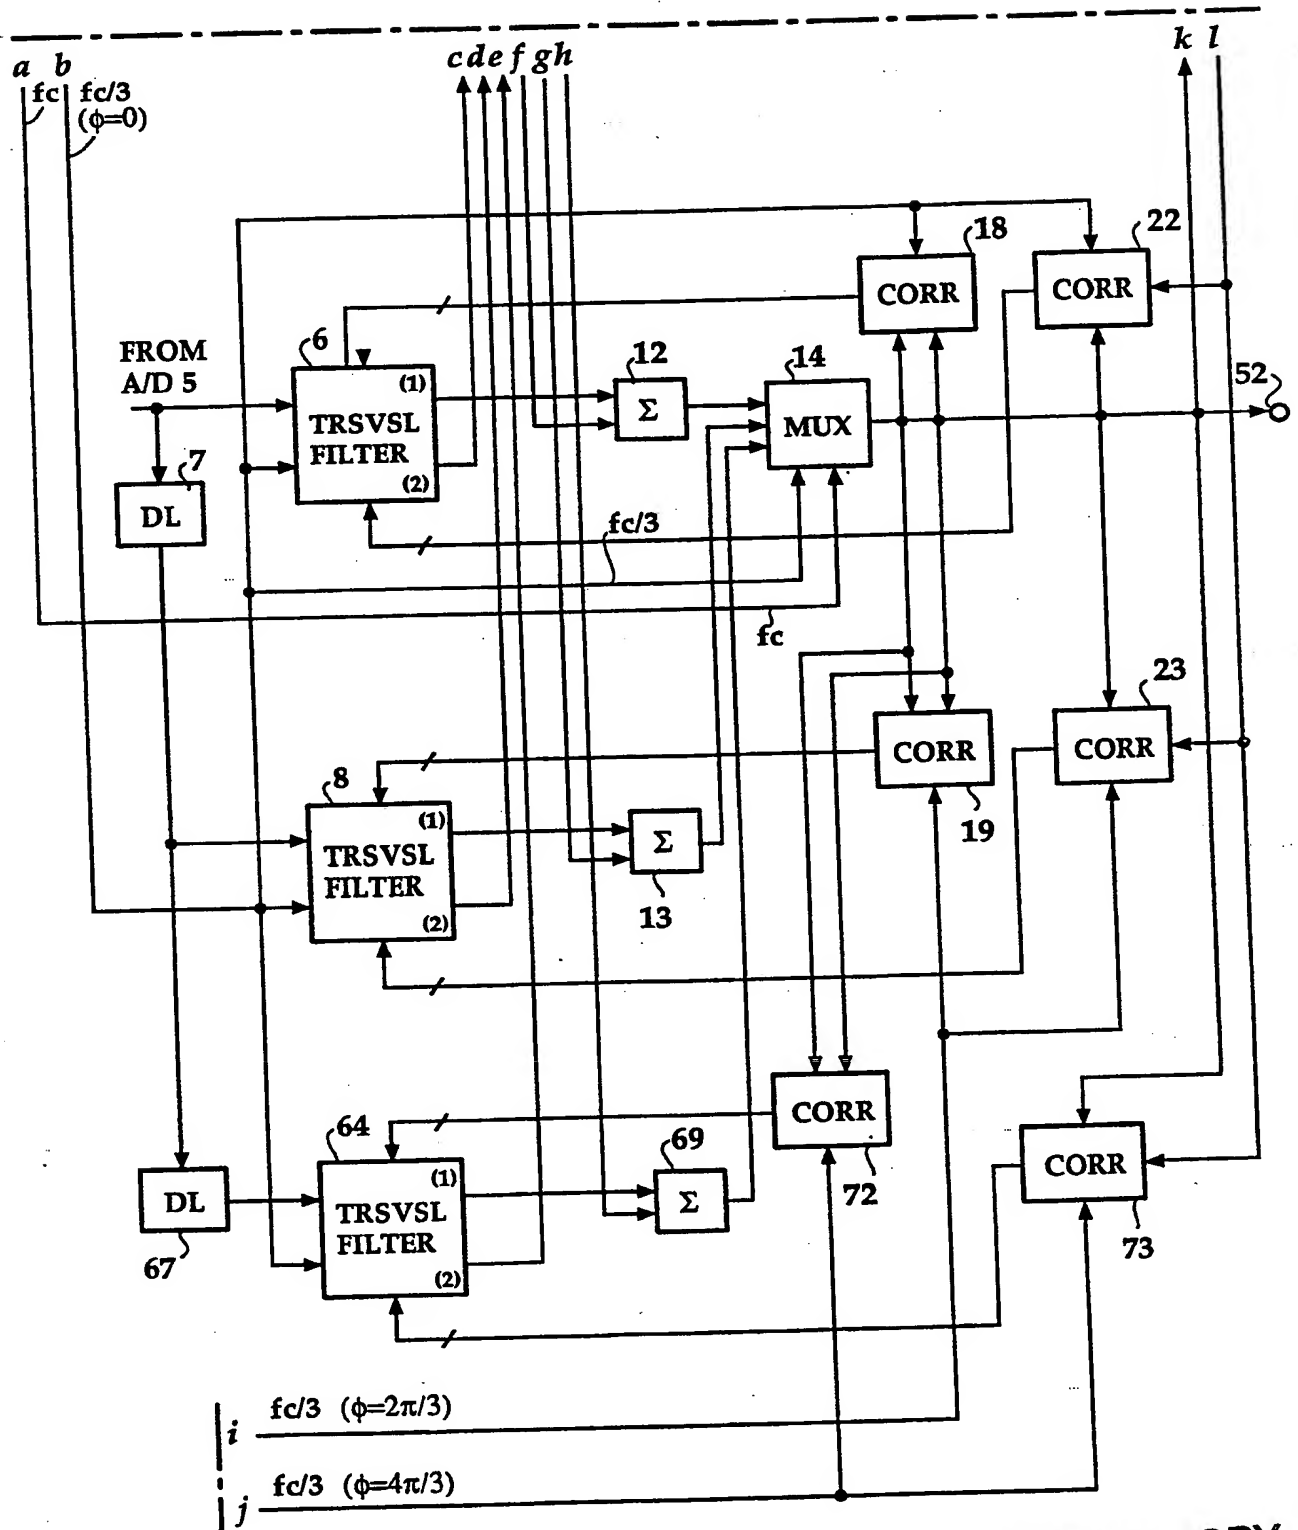 a b c d e f g h k l
fc fc/3
(ϕ=0)
18 22
CORR CORR
FROM
A/D 5
6 12 14 52
(1)
TRSVSL
FILTER
(2)
Σ MUX
7
DL
fc/3
fc
23
CORR CORR
19
8
(1)
TRSVSL
FILTER
(2)
Σ
13
64 69
CORR
72
CORR
73
(1)
TRSVSL
FILTER
(2)
Σ
DL
67
i fc/3 (ϕ=2π/3)
j fc/3 (ϕ=4π/3)